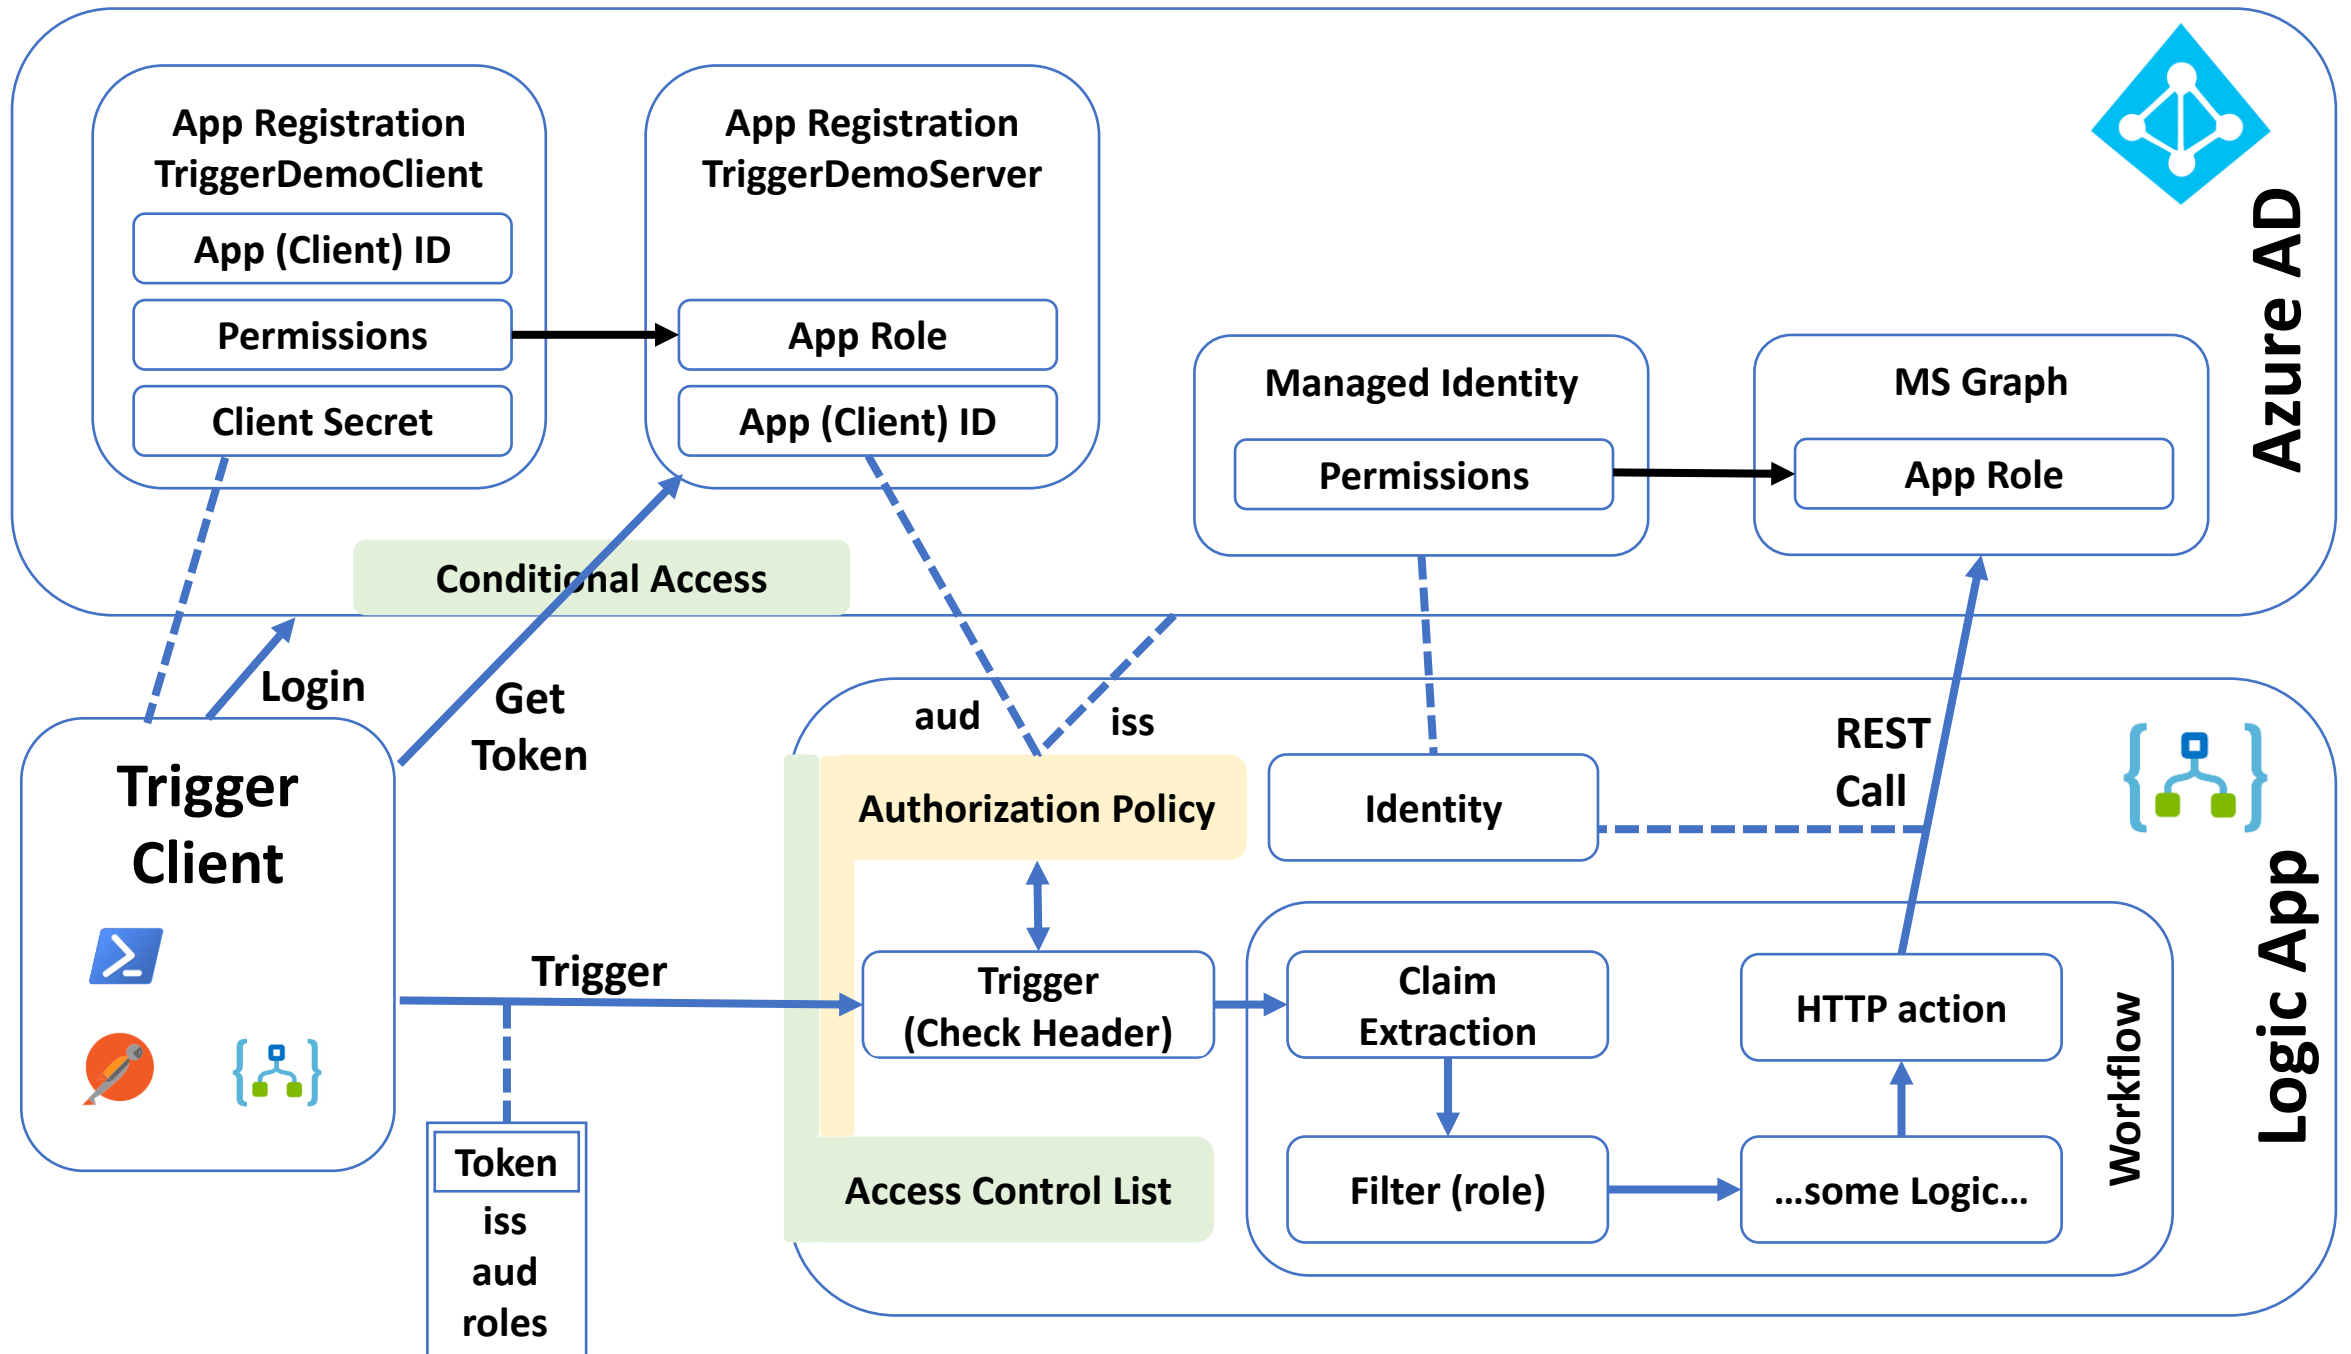 App Registration
TriggerDemoClient
App (Client) ID
Permissions
Client Secret
App Registration
TriggerDemoServer
App Role
App (Client) ID
Managed Identity
Permissions
MS Graph
App Role
Azure AD
Conditional Access
Login
Get
Token
Trigger
Client
Trigger
Token
iss
aud
roles
aud
iss
Authorization Policy
Identity
REST
Call
Trigger
(Check Header)
Access Control List
Claim
Extraction
Filter (role)
HTTP action
...some Logic...
Workflow
Logic App